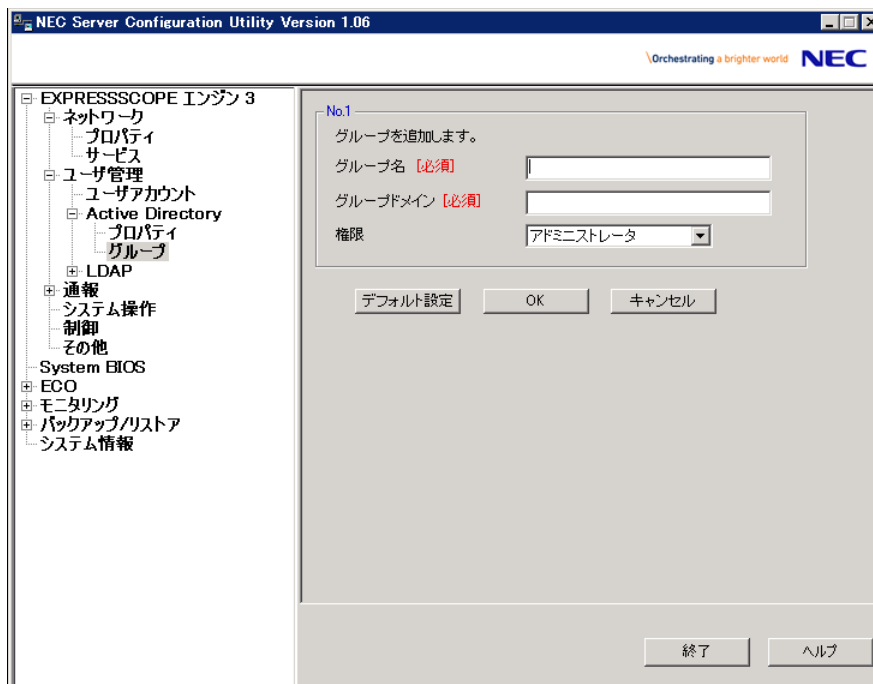 NEC Server Configuration Utility Version 1.06
\Orchestrating a brighter world NEC
EXPRESSSCOPE エンジン 3
ネットワーク
プロパティ
サービス
ユーザ管理
ユーザアカウント
Active Directory
プロパティ
グループ
LDAP
通報
システム操作
制御
その他
System BIOS
ECO
モニタリング
バックアップ/リストア
システム情報
No.1
グループを追加します。
グループ名 [必須]
グループドメイン [必須]
権限 アドミニストレータ
デフォルト設定 OK キャンセル
終了 ヘルプ